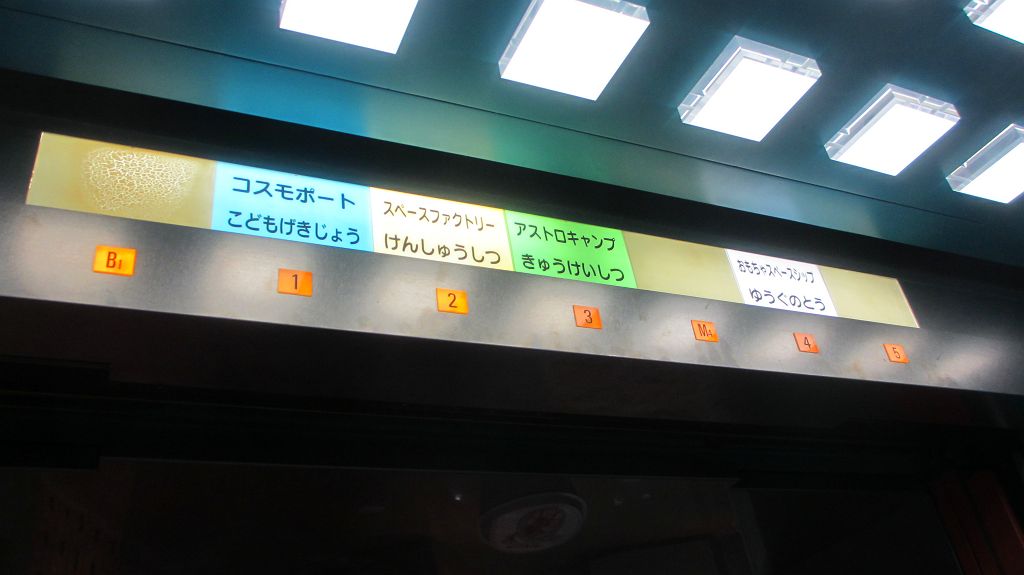 コスモポート
こどもげきじょう
スペースファクトリー
けんしゅうしつ
アストロキャンプ
きゅうけいしつ
おもちゃスペースシップ
ゆうぐのとう
B1 1 2 3 M4 4 5